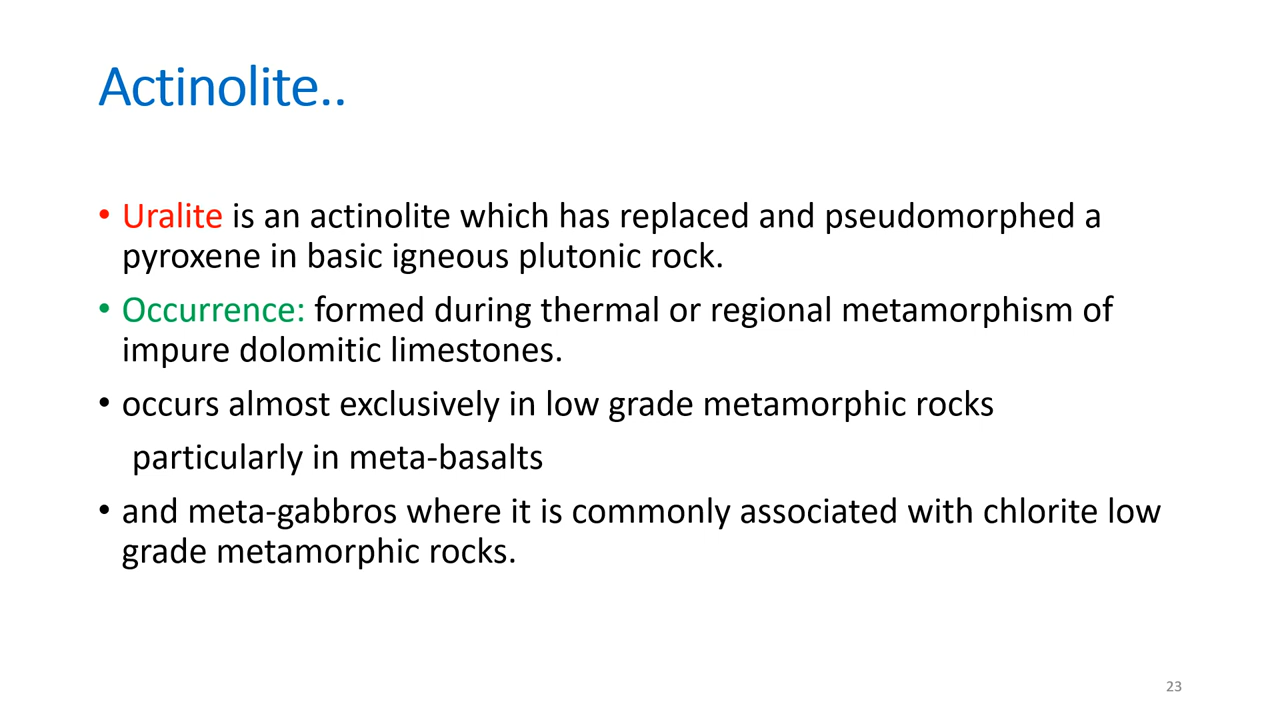 Actinolite..
• Uralite is an actinolite which has replaced and pseudomorphed a
pyroxene in basic igneous plutonic rock.
• Occurrence: formed during thermal or regional metamorphism of
impure dolomitic limestones.
• occurs almost exclusively in low grade metamorphic rocks
particularly in meta-basalts
• and meta-gabbros where it is commonly associated with chlorite low
grade metamorphic rocks.
23